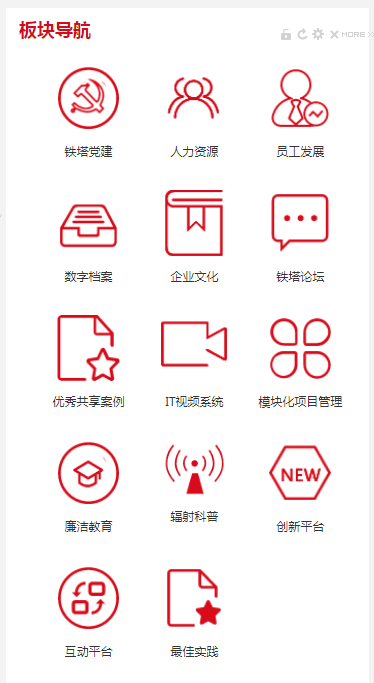 板块导航
MORE
铁塔党建
人力资源
员工发展
数字档案
企业文化
铁塔论坛
优秀共享案例
IT视频系统
模块化项目管理
NEW
廉洁教育
辐射科普
创新平台
互动平台
最佳实践